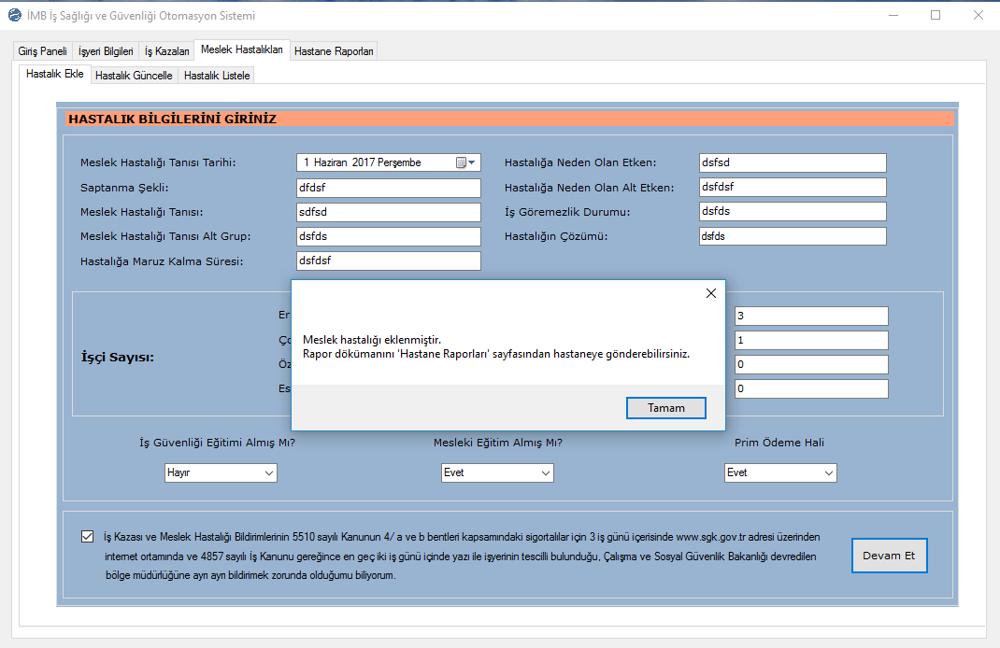 İMB İş Sağlığı ve Güvenliği Otomasyon Sistemi
Giriş Paneli İşyeri Bilgileri İş Kazaları Meslek Hastalıkları Hastane Raporları
Hastalık Ekle Hastalık Güncelle Hastalık Listele
HASTALIK BİLGİLERİNİ GİRİNİZ
Meslek Hastalığı Tanısı Tarihi: 1 Haziran 2017 Perşembe Hastalığa Neden Olan Etken: dsfsd
Saptanma Şekli: dfdsf Hastalığa Neden Olan Alt Etken: dsfdsf
Meslek Hastalığı Tanısı: sdfsd İş Göremezlik Durumu: dsfds
Meslek Hastalığı Tanısı Alt Grup: dsfds Hastalığın Çözümü: dsfds
Hastalığa Maruz Kalma Süresi: dsfdsf
3
1
İşçi Sayısı:
0
0
Meslek hastalığı eklenmiştir.
Rapor dökümanını 'Hastane Raporları' sayfasından hastaneye gönderebilirsiniz.
Tamam
İş Güvenliği Eğitimi Almış Mı? Mesleki Eğitim Almış Mı? Prim Ödeme Hali
Hayır Evet Evet
İş Kazası ve Meslek Hastalığı Bildirimlerinin 5510 sayılı Kanunun 4/ a ve b bentleri kapsamındaki sigortalılar için 3 iş günü içerisinde www.sgk.gov.tr adresi üzerinden
internet ortamında ve 4857 sayılı İş Kanunu gereğince en geç iki iş günü içinde yazı ile işyerinin tescilli bulunduğu, Çalışma ve Sosyal Güvenlik Bakanlığı devredilen
bölge müdürlüğüne ayrı ayrı bildirimek zorunda olduğumu biliyorum.
Devam Et